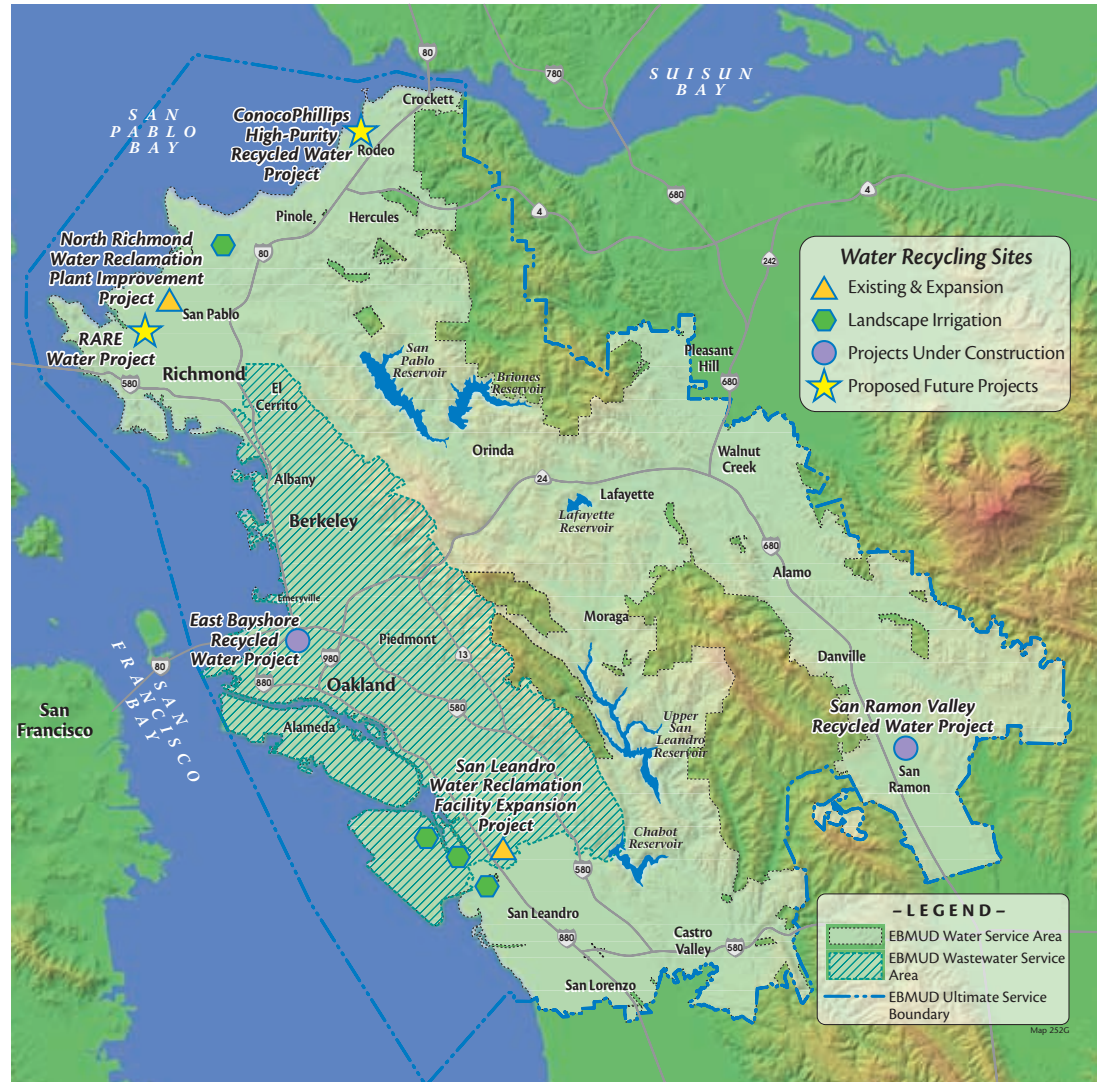 80
780
SUISUN
BAY
SAN
PABLO
BAY
Crockett
ConocoPhillips
High-Purity
Recycled Water
Project
Rodeo
680
4
4
Pinole
Hercules
North Richmond
Water Reclamation
Plant Improvement
Project
80
242
Water Recycling Sites
Existing & Expansion
Landscape Irrigation
Projects Under Construction
Proposed Future Projects
San Pablo
RARE
Water Project
Richmond
580
El
Cerrito
San
Pablo
Reservoir
Briones
Reservoir
Pleasant
Hill
680
Orinda
Walnut
Creek
Albany
24
Lafayette
Lafayette
Reservoir
Berkeley
680
Alamo
Emeryville
Moraga
East Bayshore
Recycled
Water Project
Piedmont
13
980
880
Oakland
580
Danville
80
SAN
FRANCISCO
BAY
San
Francisco
Alameda
Upper
San
Leandro
Reservoir
San Ramon Valley
Recycled Water Project
San
Ramon
San Leandro
Water Reclamation
Facility Expansion
Project
Chabot
Reservoir
580
San Leandro
880
Castro
Valley
580
San Lorenzo
– LEGEND –
EBMUD Water Service Area
EBMUD Wastewater Service
Area
EBMUD Ultimate Service
Boundary
Map 252G